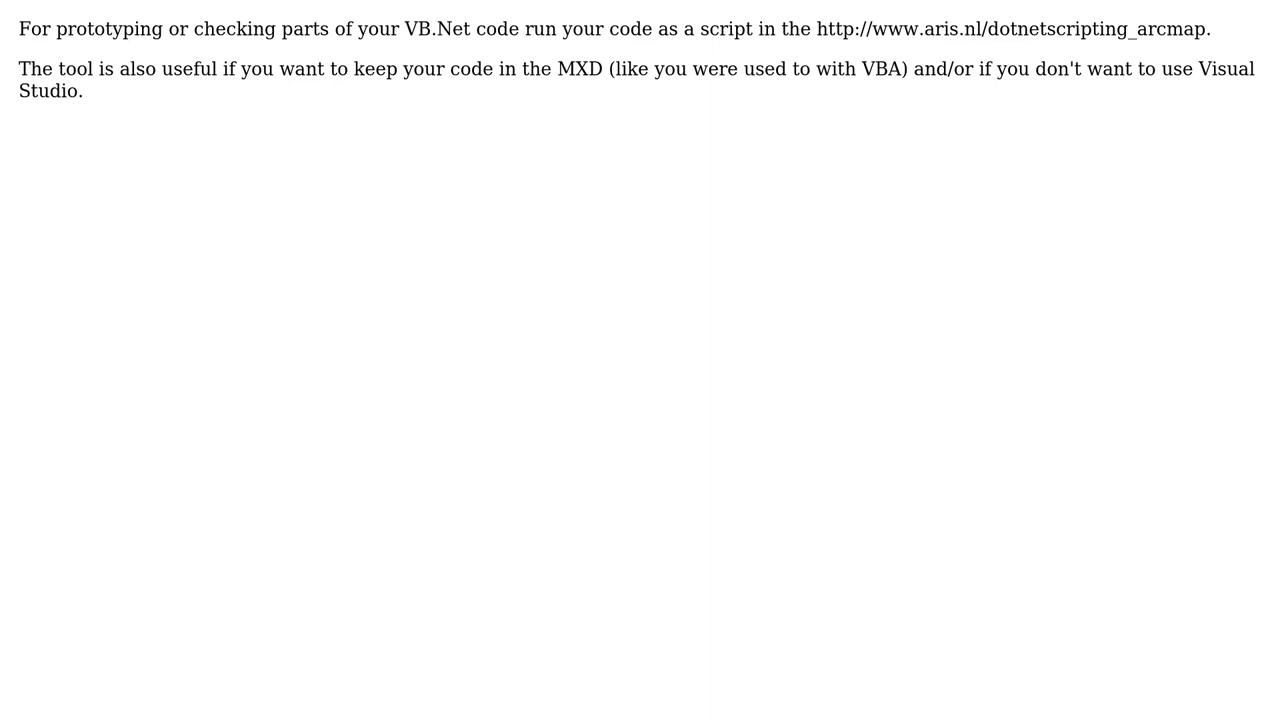 For prototyping or checking parts of your VB.Net code run your code as a script in the http://www.aris.nl/dotnetscripting_arcmap.
The tool is also useful if you want to keep your code in the MXD (like you were used to with VBA) and/or if you don't want to use Visual
Studio.